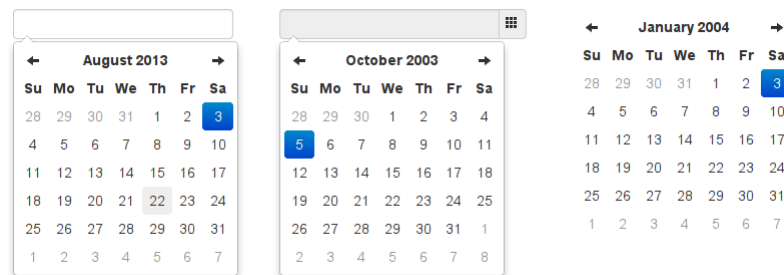 August 2013
Su Mo Tu We Th Fr Sa
28 29 30 31 1 2 3
4 5 6 7 8 9 10
11 12 13 14 15 16 17
18 19 20 21 22 23 24
25 26 27 28 29 30 31
1 2 3 4 5 6 7
October 2003
Su Mo Tu We Th Fr Sa
28 29 30 1 2 3 4
5 6 7 8 9 10 11
12 13 14 15 16 17 18
19 20 21 22 23 24 25
26 27 28 29 30 31 1
2 3 4 5 6 7 8
January 2004
Su Mo Tu We Th Fr Sa
28 29 30 31 1 2 3
4 5 6 7 8 9 10
11 12 13 14 15 16 17
18 19 20 21 22 23 24
25 26 27 28 29 30 31
1 2 3 4 5 6 7